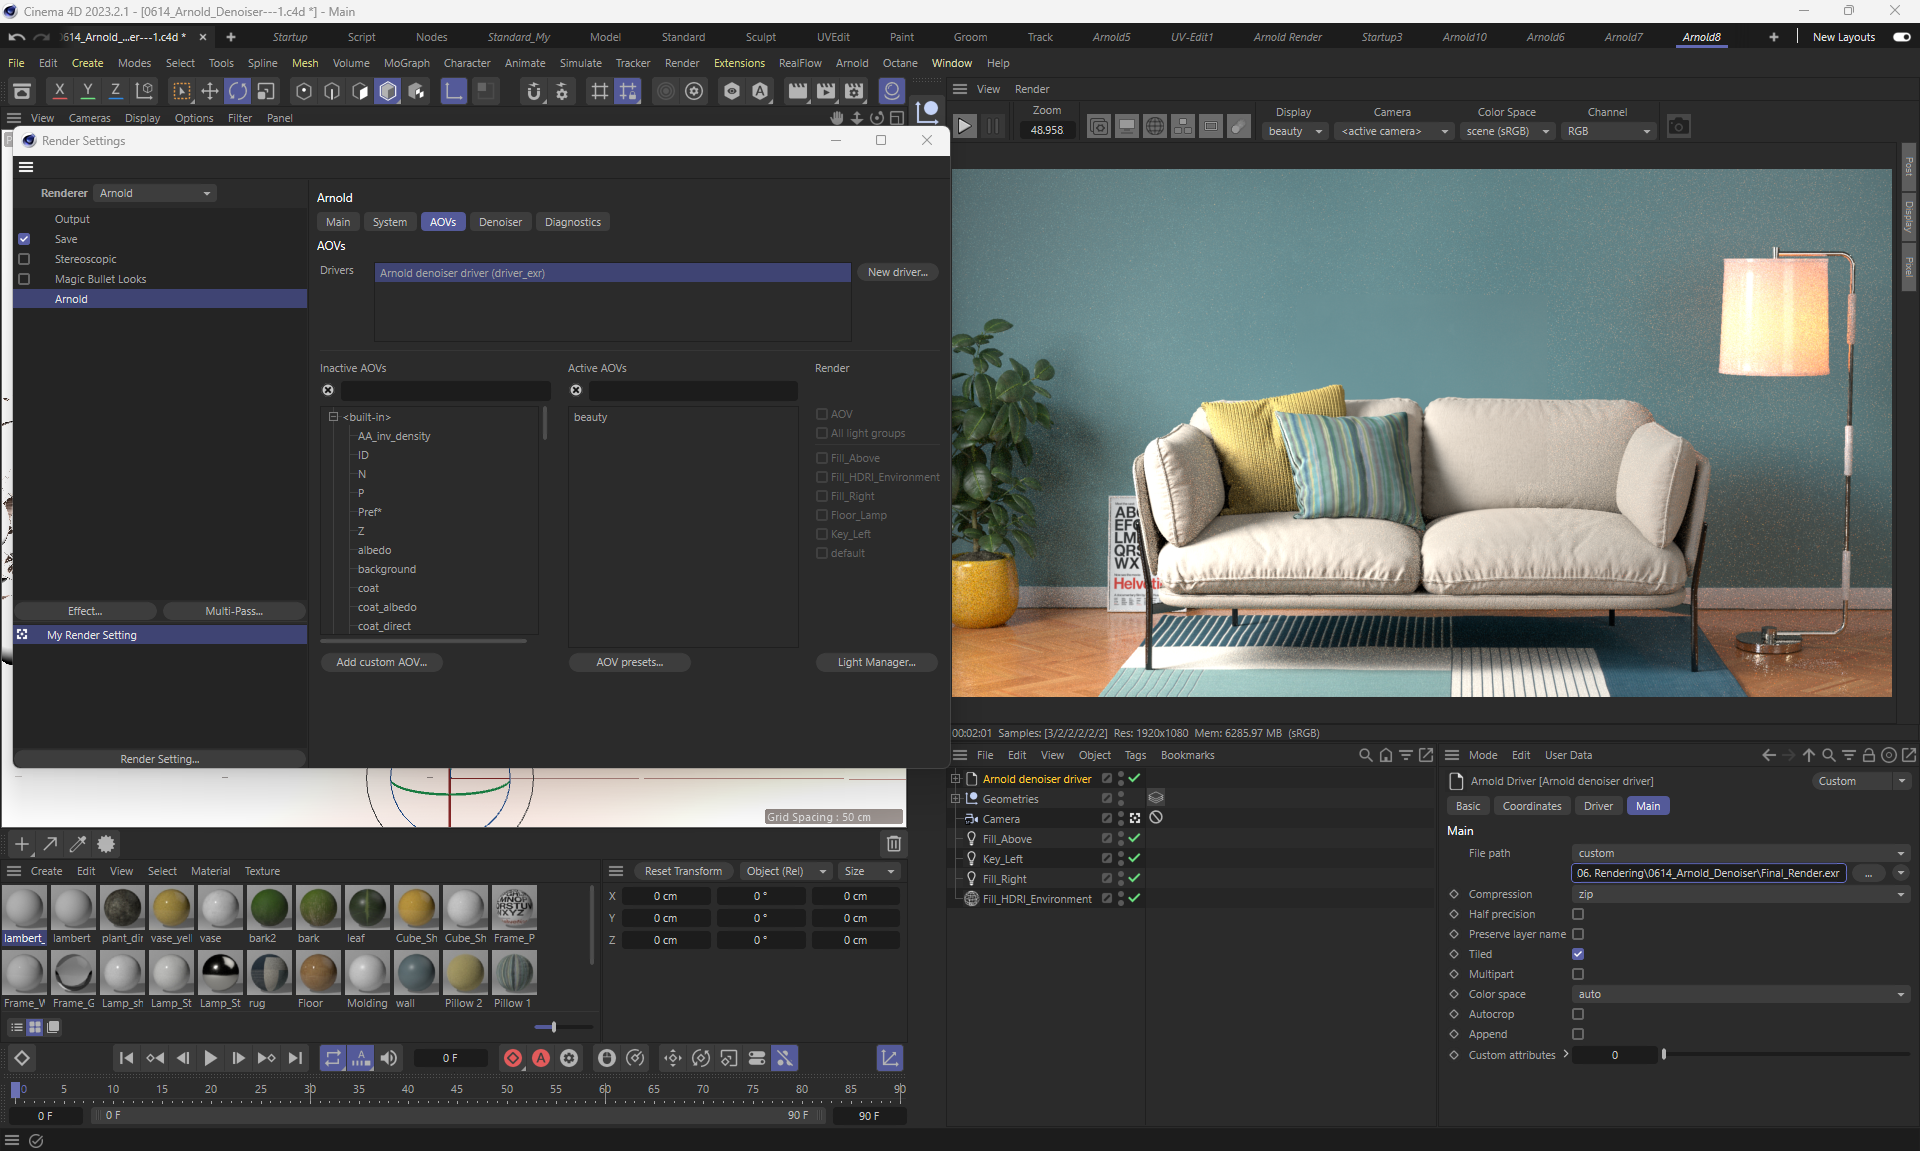 Cinema 4D 2023.2.1 - [0614_Arnold_Denoiser---1.c4d *] - Main
614_Arnold_...er---1.c4d * Startup Script Nodes Standard_My Model Standard Sculpt UVEdit Paint Groom Track Arnold5 UV-Edit1 Arnold Render Startup3 Arnold10 Arnold6 Arnold7 Arnold8 New Layouts
File Edit Create Modes Select Tools Spline Mesh Volume MoGraph Character Animate Simulate Tracker Render Extensions RealFlow Arnold Octane Window Help
X Y Z
View Render
Zoom Display Camera Color Space Channel
48.958 beauty <active camera> scene (sRGB) RGB
View Cameras Display Options Filter Panel
Render Settings
Renderer Arnold
Output
Save
Stereoscopic
Magic Bullet Looks
Arnold
Effect... Multi-Pass...
My Render Setting
Render Setting...
Arnold
Main System AOVs Denoiser Diagnostics
AOVs
Drivers Arnold denoiser driver (driver_exr) New driver...
Inactive AOVs Active AOVs Render
<built-in>
AA_inv_density
ID
N
P
Pref*
Z
albedo
background
coat
coat_albedo
coat_direct
beauty
AOV
All light groups
Fill_Above
Fill_HDRI_Environment
Fill_Right
Floor_Lamp
Key_Left
default
Add custom AOV... AOV presets... Light Manager...
Post
Display
Pixel
Helveti
00:02:01 Samples: [3/2/2/2/2/2] Res: 1920x1080 Mem: 6285.97 MB (sRGB)
File Edit View Object Tags Bookmarks
Arnold denoiser driver
Geometries
Camera
Fill_Above
Key_Left
Fill_Right
Fill_HDRI_Environment
Mode Edit User Data
Arnold Driver [Arnold denoiser driver] Custom
Basic Coordinates Driver Main
Main
File path custom
06. Rendering\0614_Arnold_Denoiser\Final_Render.exr ...
Compression zip
Half precision
Preserve layer name
Tiled
Multipart
Color space auto
Autocrop
Append
Custom attributes 0
Grid Spacing : 50 cm
Create Edit View Select Material Texture
lambert_ lambert plant_dir vase_yell vase bark2 bark leaf Cube_Sh Cube_Sh Frame_P
Frame_W Frame_G Lamp_sh Lamp_St Lamp_St rug Floor Molding wall Pillow 2 Pillow 1
Reset Transform Object (Rel) Size
X 0 cm 0 ° 0 cm
Y 0 cm 0 ° 0 cm
Z 0 cm 0 ° 0 cm
0 F
0 5 10 15 20 25 30 35 40 45 50 55 60 65 70 75 80 85 90
0 F 0 F 90 F 90 F